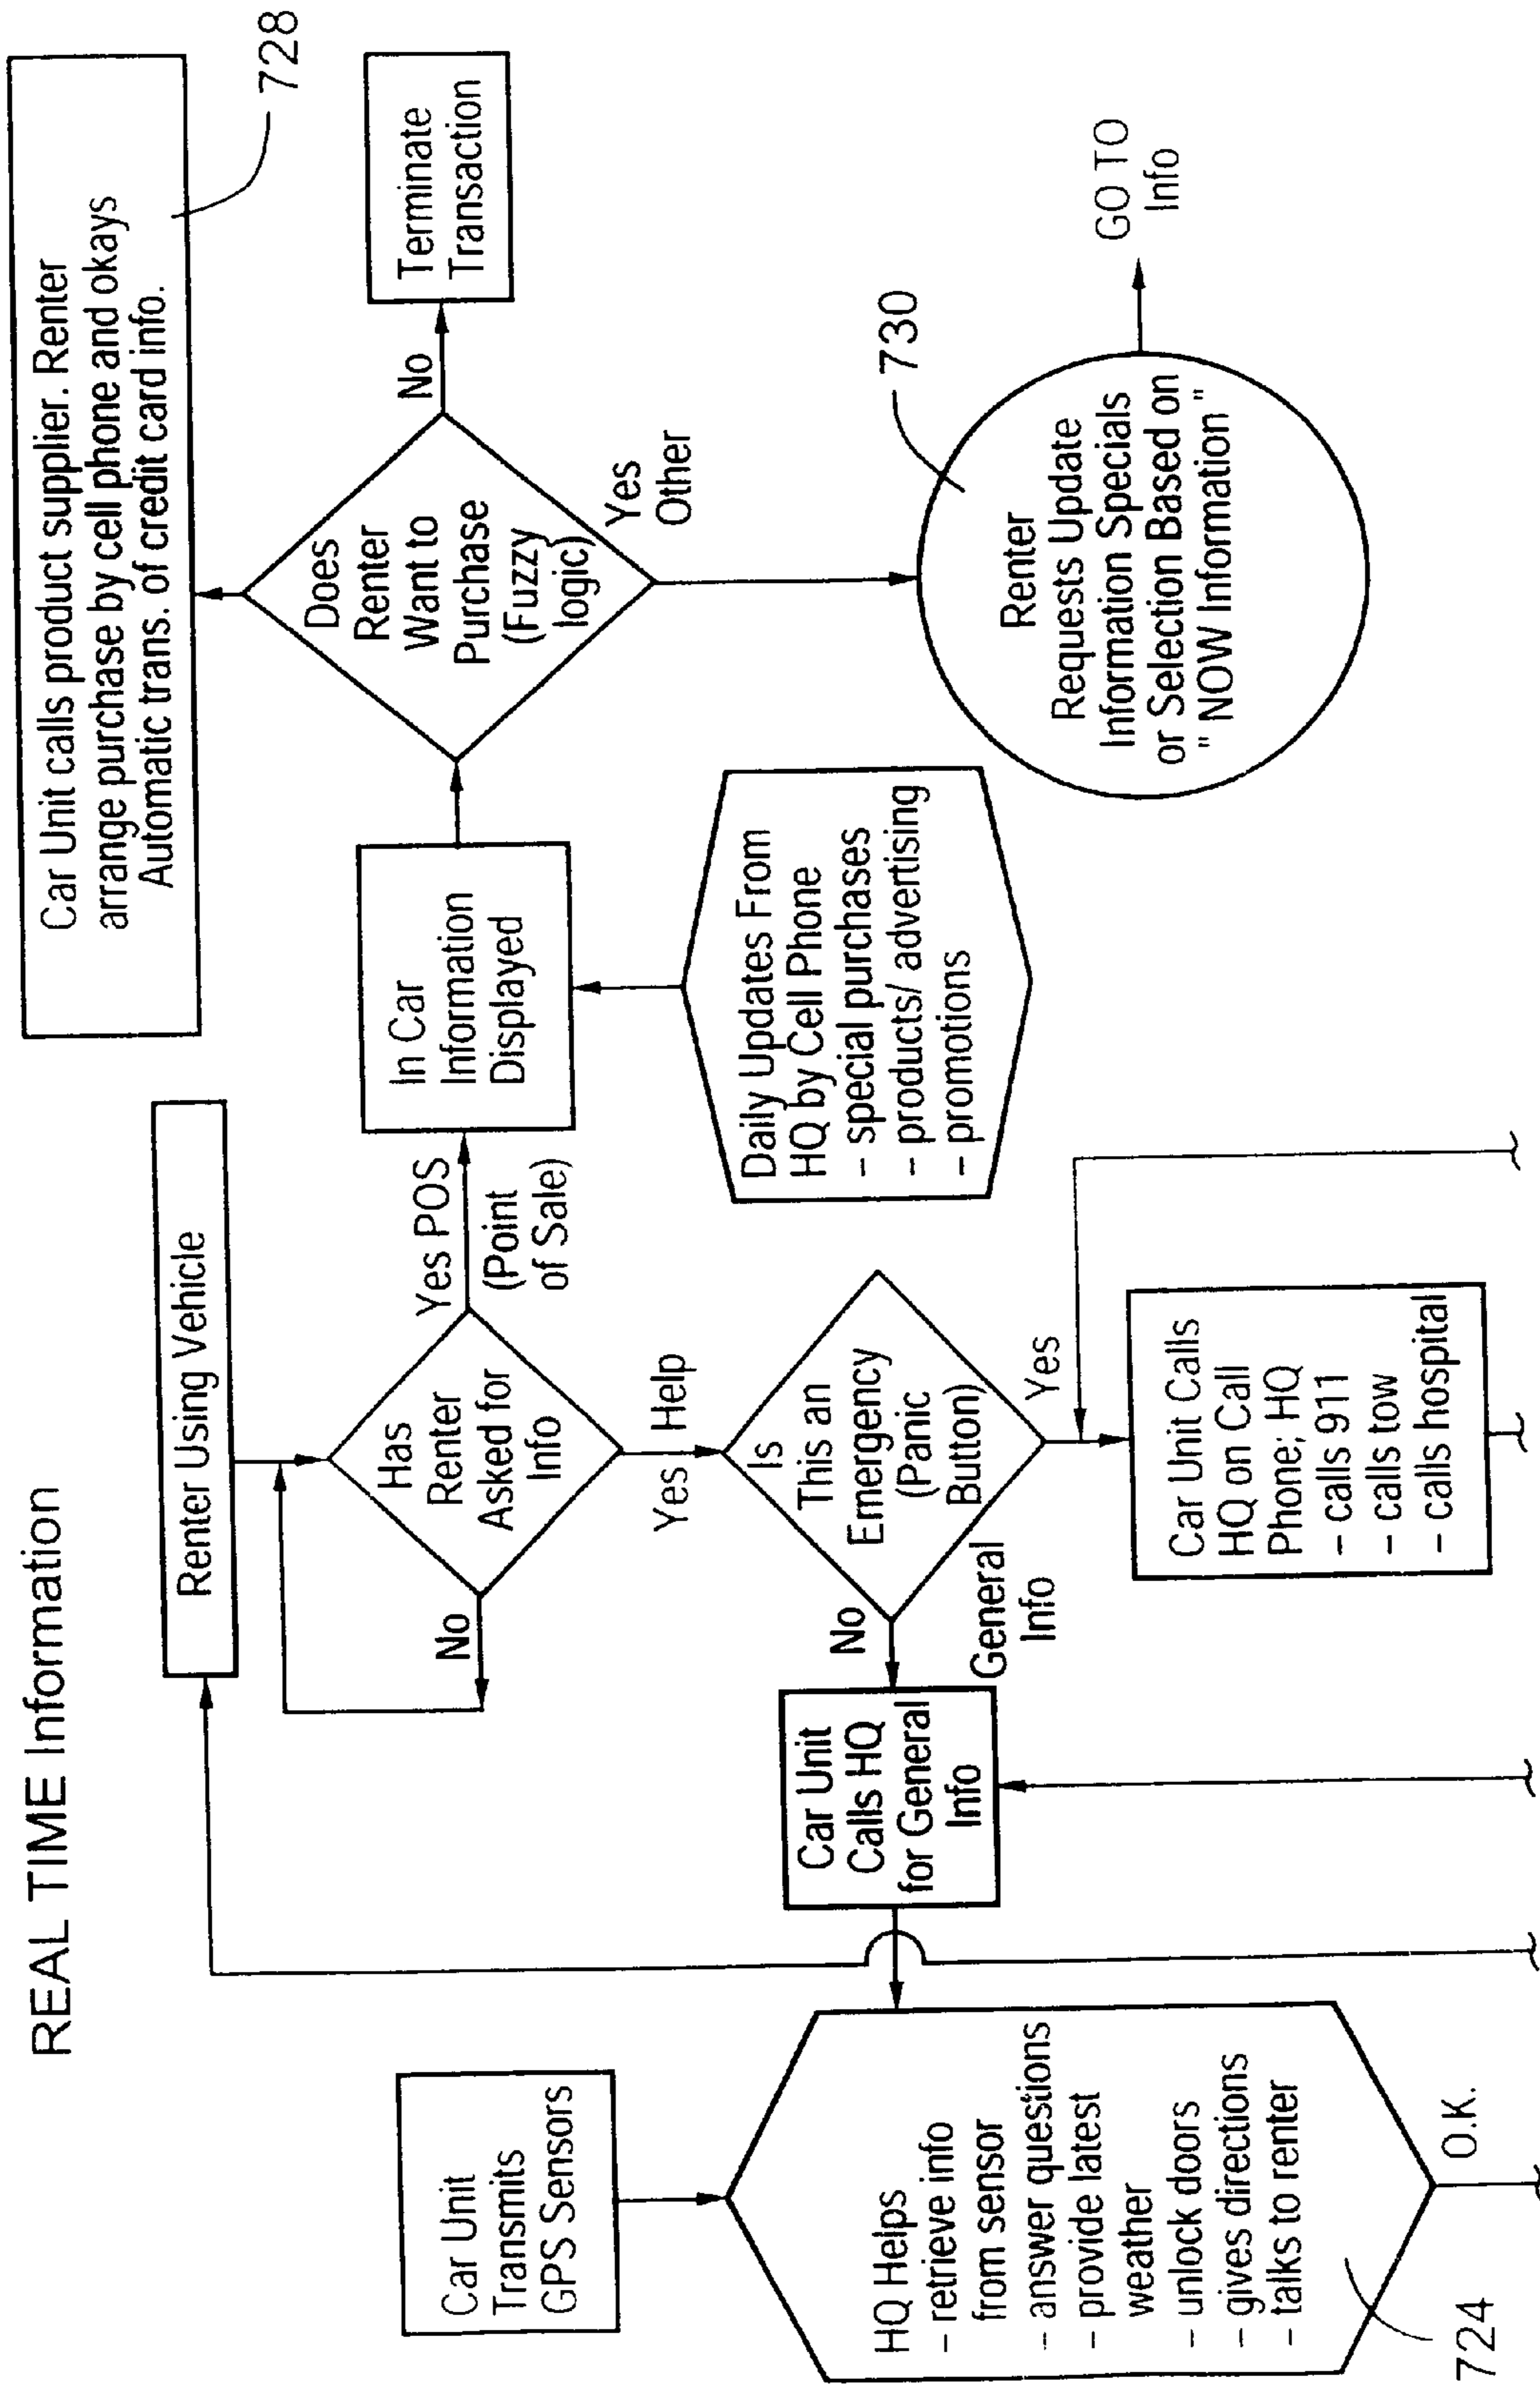 REAL TIME Information
Renter Using Vehicle
Car Unit calls product supplier. Renter
arrange purchase by cell phone and okays
Automatic trans. of credit card info.
728
Car Unit
Transmits
GPS Sensors
No
Has
Renter
Asked for
Info
Yes POS
(Point
of Sale)
In Car
Information
Displayed
Does
Renter
Want to
Purchase
(Fuzzy
logic)
No
Terminate
Transaction
Yes
Other
Yes Help
Daily Updates From
HQ by Cell Phone
- special purchases
- products/ advertising
- promotions
HQ Helps
- retrieve info
from sensor
- answer questions
- provide latest
weather
- unlock doors
- gives directions
- talks to renter
724
O.K.
Car Unit
Calls HQ
for General
Info
No
General
Info
Is
This an
Emergency
(Panic
Button)
Yes
Car Unit Calls
HQ on Call
Phone; HQ
- calls 911
- calls tow
- calls hospital
730
Renter
Requests Update
Information Specials
or Selection Based on
" NOW Information "
GO TO
Info